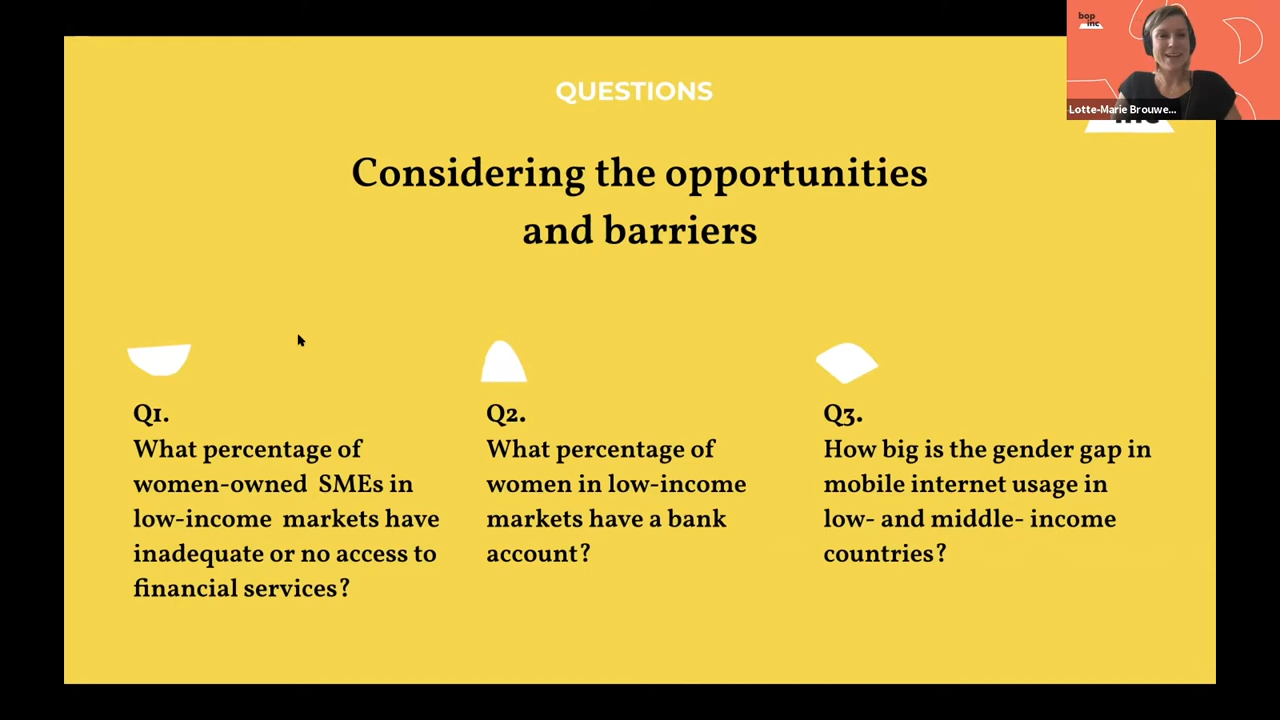 bop
inc
Lotte-Marie Brouwe...
QUESTIONS
Considering the opportunities
and barriers
Q1.
What percentage of
women-owned SMEs in
low-income markets have
inadequate or no access to
financial services?
Q2.
What percentage of
women in low-income
markets have a bank
account?
Q3.
How big is the gender gap in
mobile internet usage in
low- and middle- income
countries?